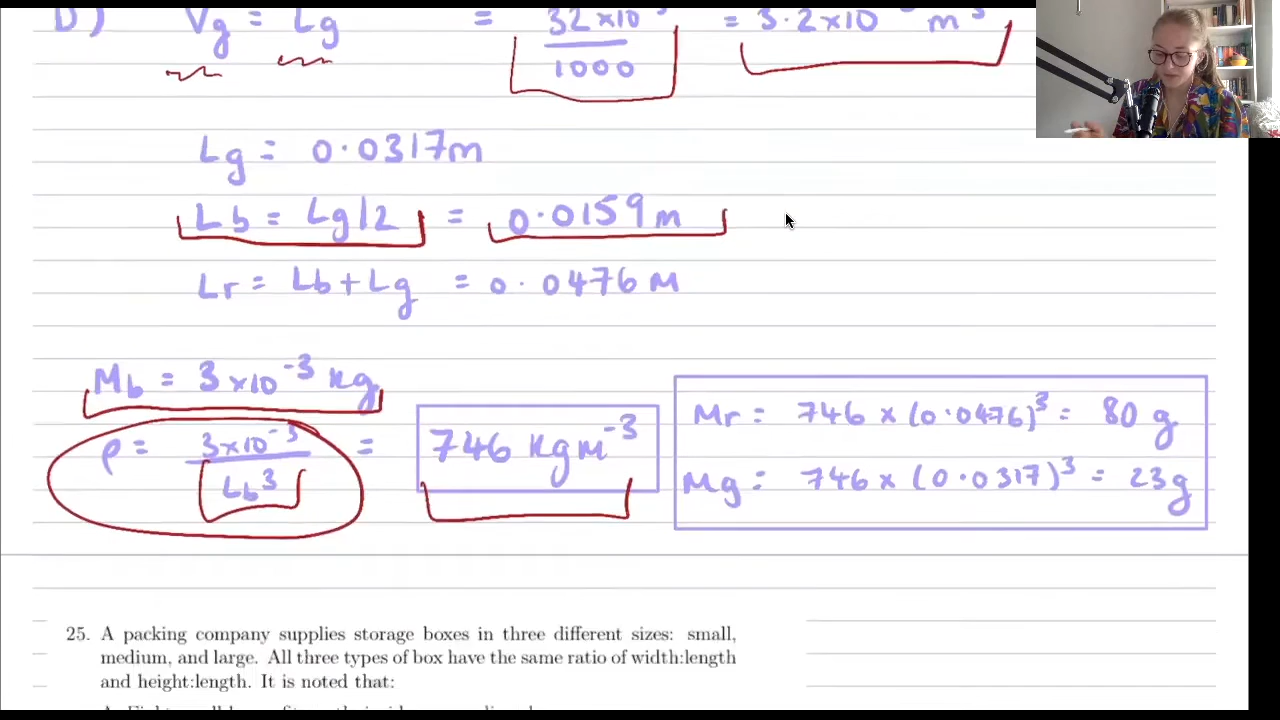 D) Vg = Lg = 32×10 / 1000 = 3.2×10 m
Lg = 0.0317m
Lb = Lg/2 = 0.0159 m
Lr = Lb+Lg = 0.0476 M
Mb = 3×10⁻³ kg
ρ = 3×10⁻³ / Lb³ = 746 kgm⁻³
Mr = 746 × (0.0476)³ = 80 g
Mg = 746 × (0.0317)³ = 23g
25. A packing company supplies storage boxes in three different sizes: small,
medium, and large. All three types of box have the same ratio of width:length
and height:length. It is noted that: